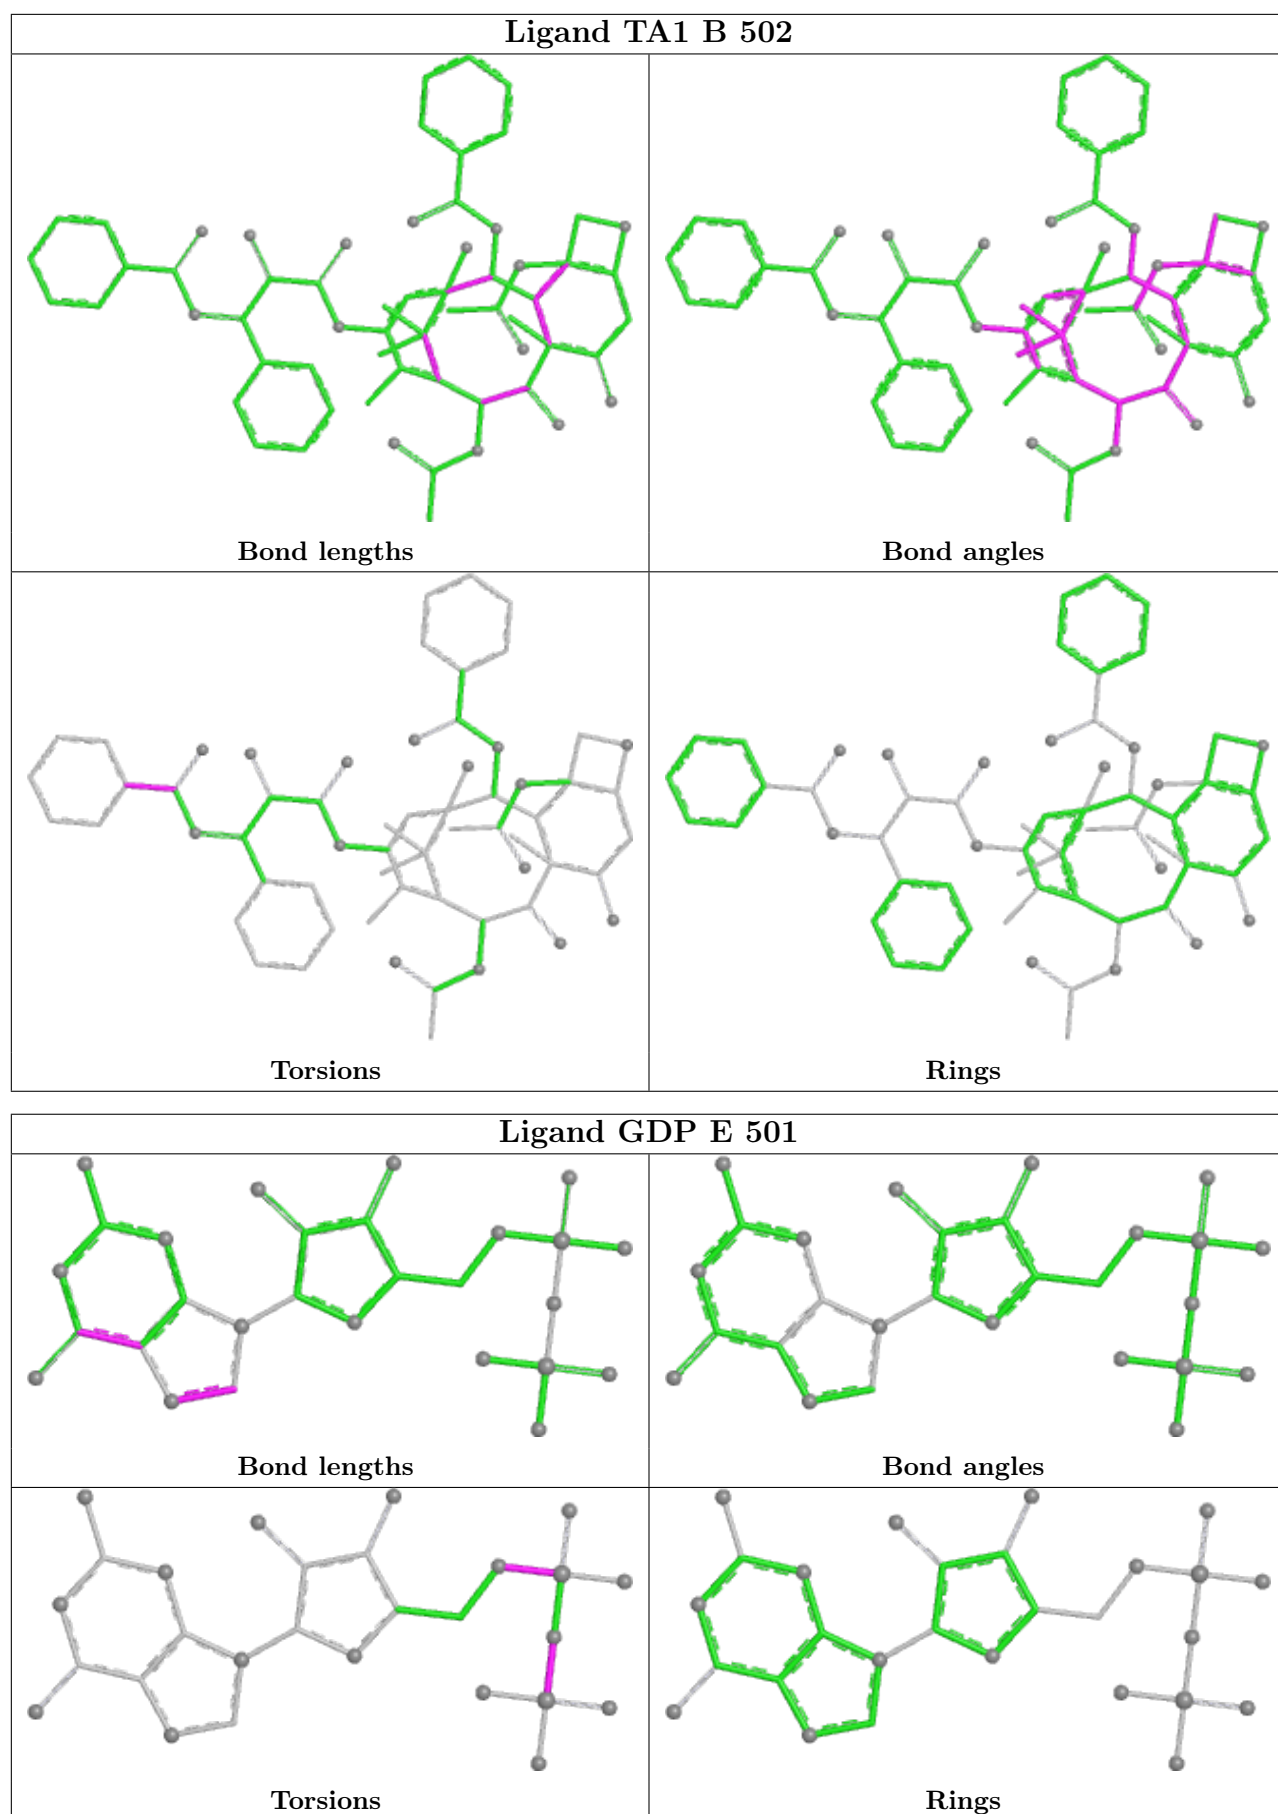 Ligand TA1 B 502
Bond lengths
Bond angles
Torsions
Rings
Ligand GDP E 501
Bond lengths
Bond angles
Torsions
Rings